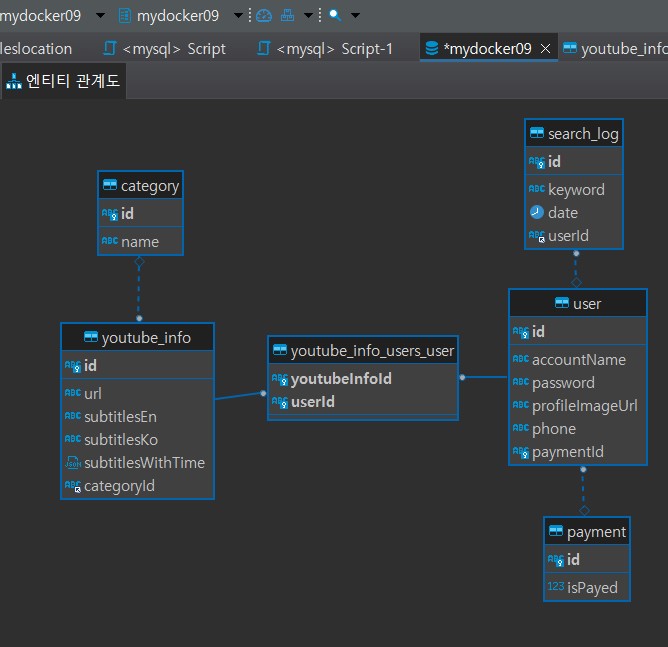 mydocker09 mydocker09
leslocation <mysql> Script <mysql> Script-1 *mydocker09 youtube_info
엔티티 관계도
search_log
id
keyword
date
userId
category
id
name
user
id
accountName
password
profileImageUrl
phone
paymentId
youtube_info
id
url
subtitlesEn
subtitlesKo
subtitlesWithTime
categoryId
youtube_info_users_user
youtubeInfoId
userId
payment
id
isPayed